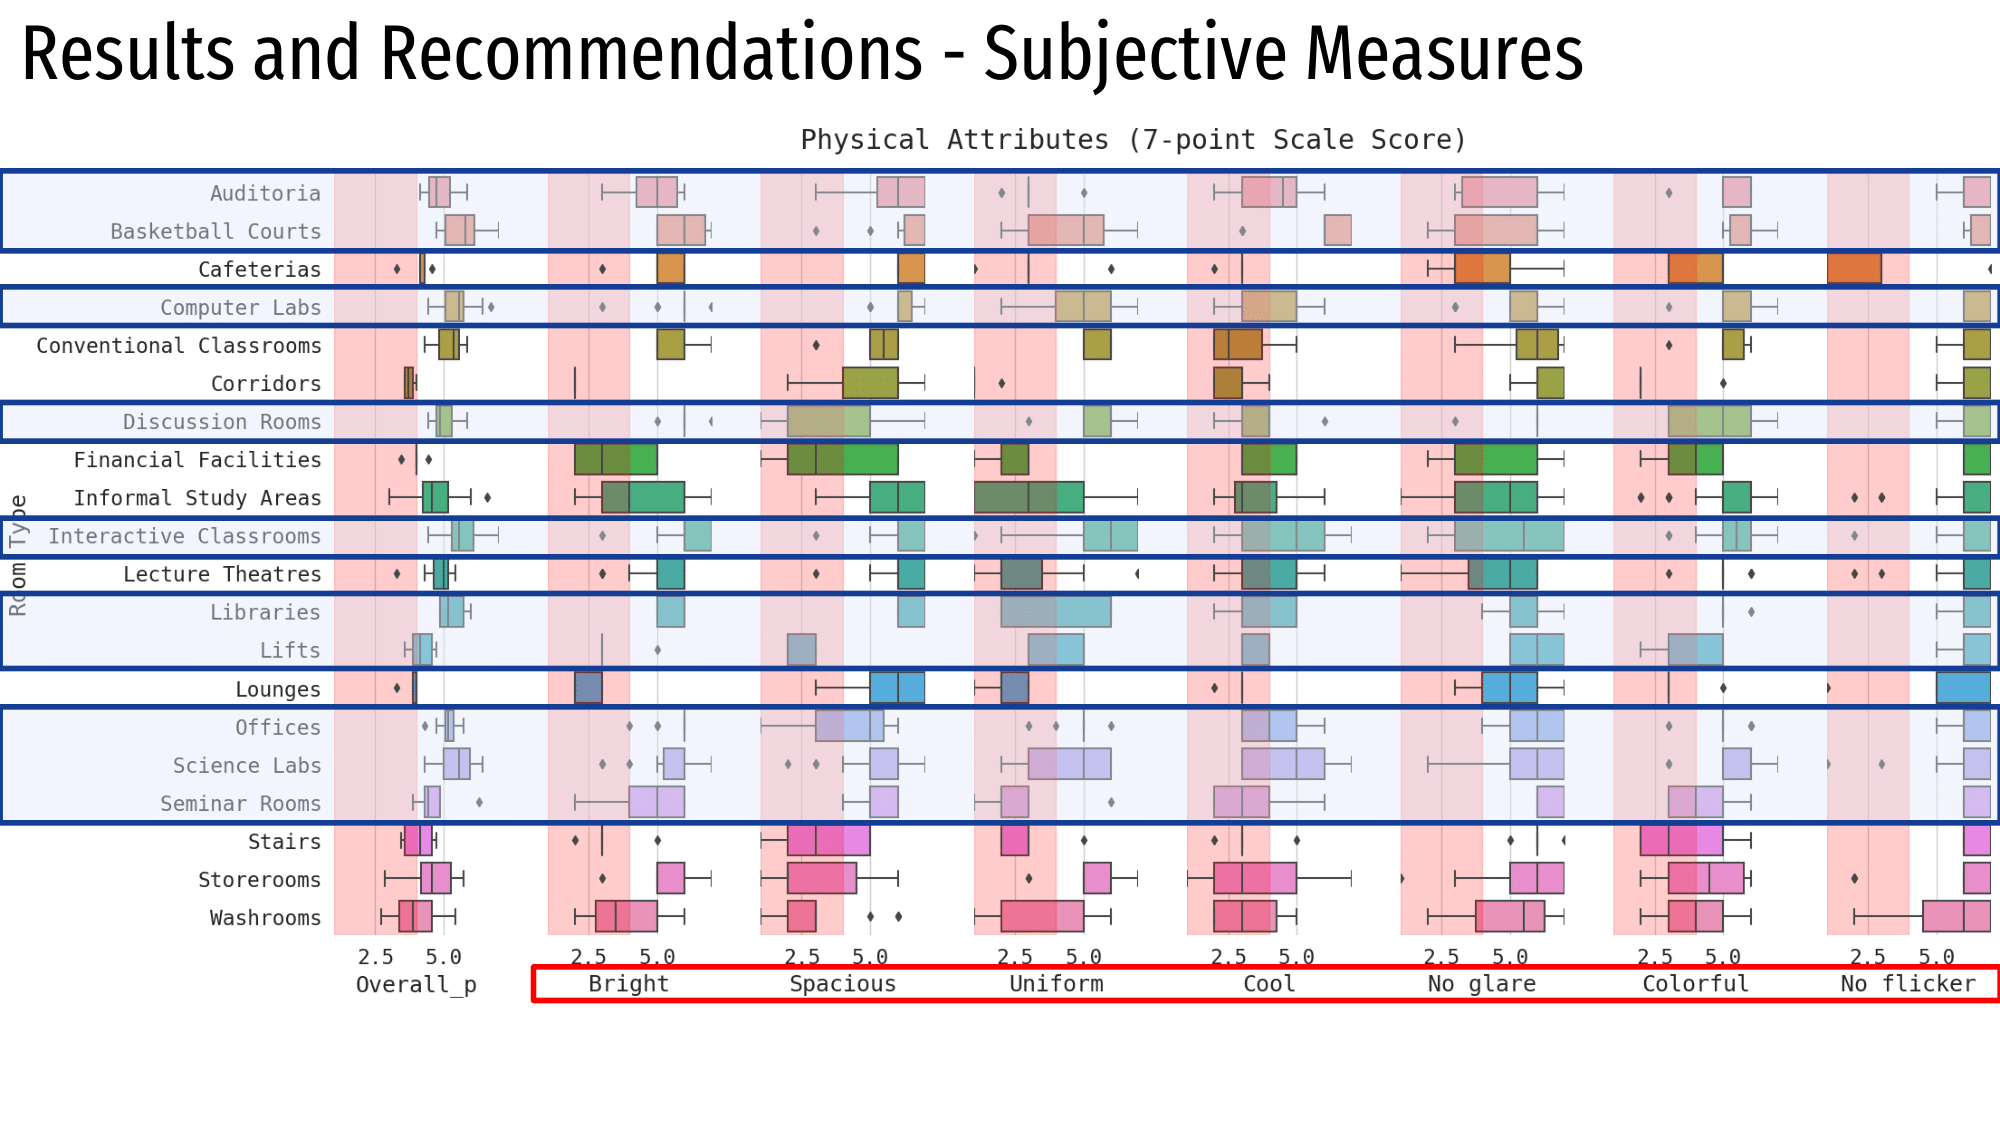 Results and Recommendations - Subjective Measures
Physical Attributes (7-point Scale Score)
Room Type
Auditoria
Basketball Courts
Cafeterias
Computer Labs
Conventional Classrooms
Corridors
Discussion Rooms
Financial Facilities
Informal Study Areas
Interactive Classrooms
Lecture Theatres
Libraries
Lifts
Lounges
Offices
Science Labs
Seminar Rooms
Stairs
Storerooms
Washrooms
2.5 5.0 2.5 5.0 2.5 5.0 2.5 5.0 2.5 5.0 2.5 5.0 2.5 5.0 2.5 5.0
Overall_p Bright Spacious Uniform Cool No glare Colorful No flicker